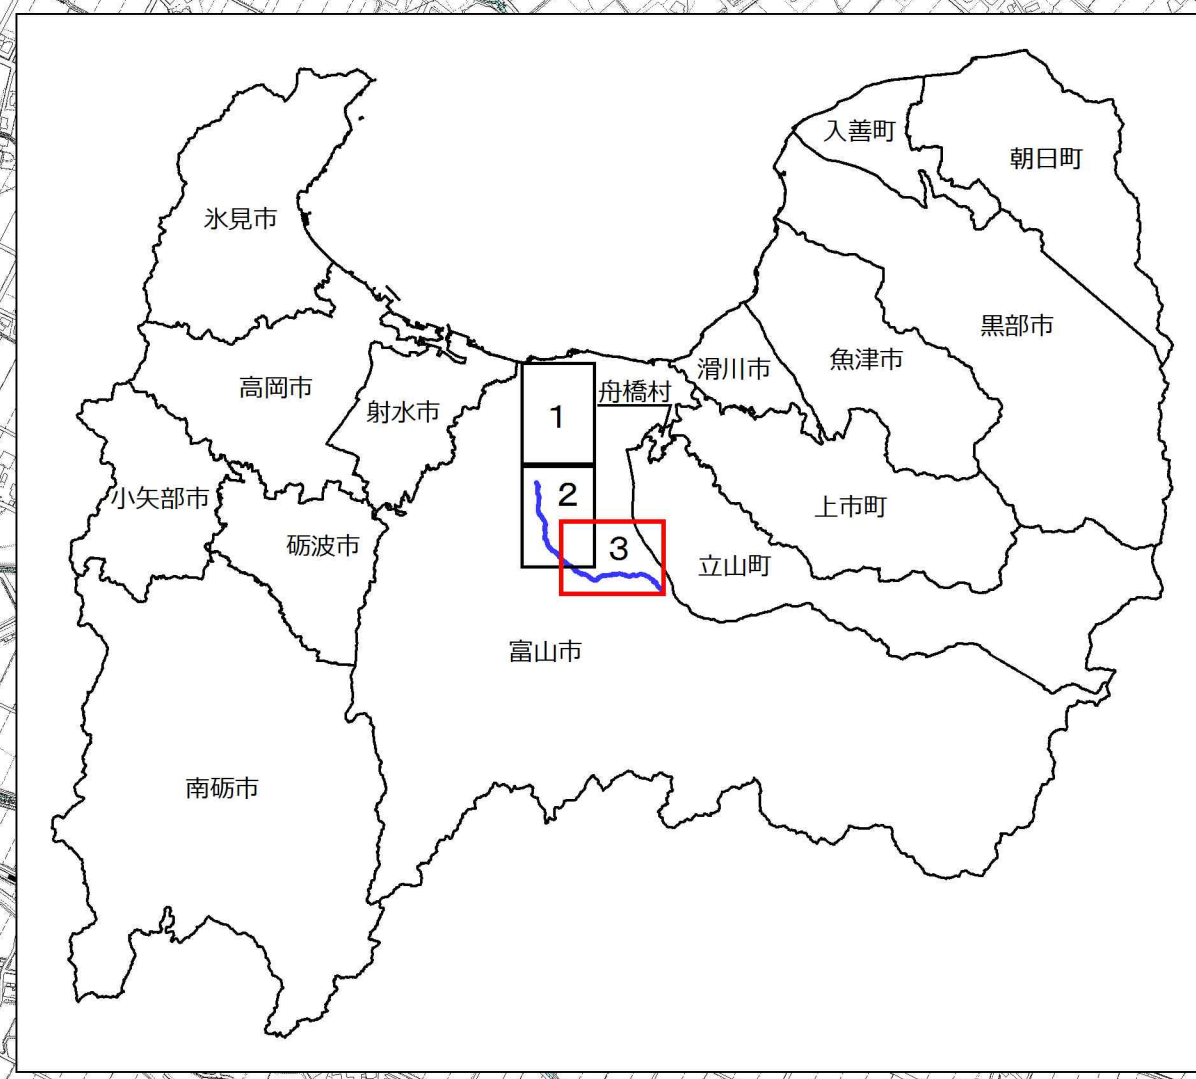 入善町
朝日町
氷見市
黒部市
魚津市
滑川市
高岡市
舟橋村
射水市
1
2
小矢部市
上市町
砺波市
3
立山町
富山市
南砺市